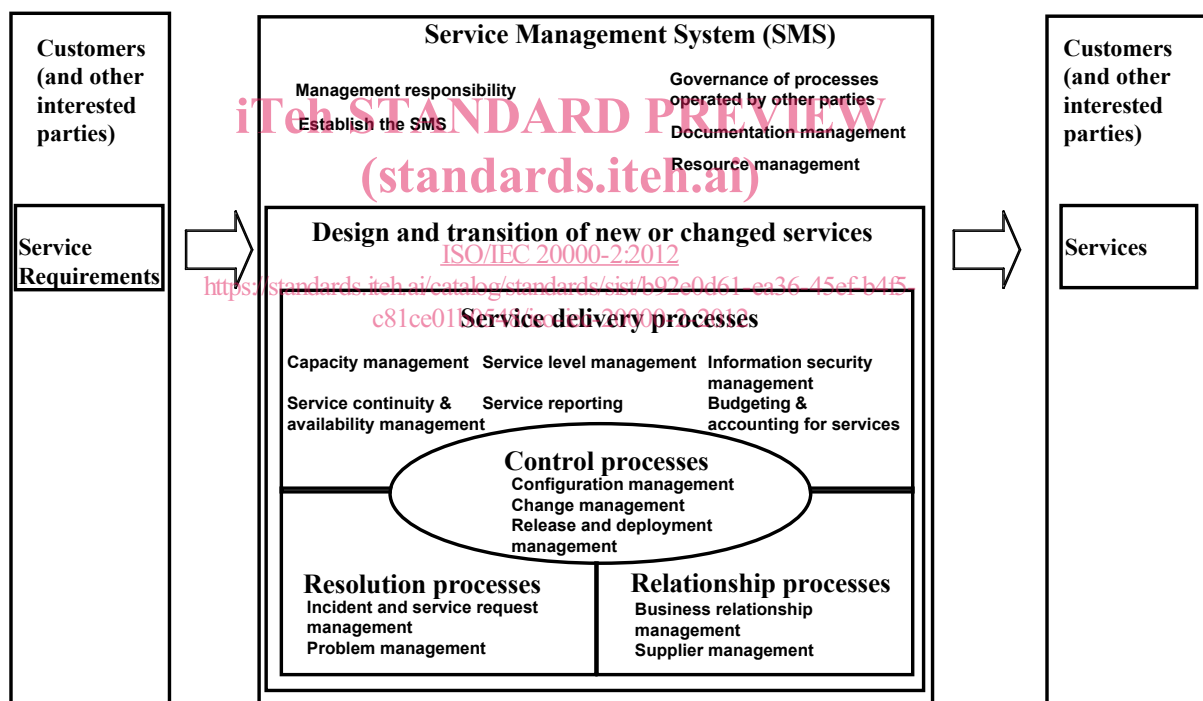 Customers
(and other
interested
parties)
Service
Requirements
Service Management System (SMS)
Management responsibility
Establish the SMS
Governance of processes
operated by other parties
Documentation management
Resource management
iTeh STANDARD PREVIEW
(standards.iteh.ai)
Design and transition of new or changed services
ISO/IEC 20000-2:2012
https://standards.iteh.ai/catalog/standards/sist/b92e0d61-ea36-45ef-b4f5-
Service delivery processes
Capacity management
Service level management
Information security
management
Service continuity &
availability management
Service reporting
Budgeting &
accounting for services
Control processes
Configuration management
Change management
Release and deployment
management
Resolution processes
Incident and service request
management
Problem management
Relationship processes
Business relationship
management
Supplier management
Customers
(and other
interested
parties)
Services